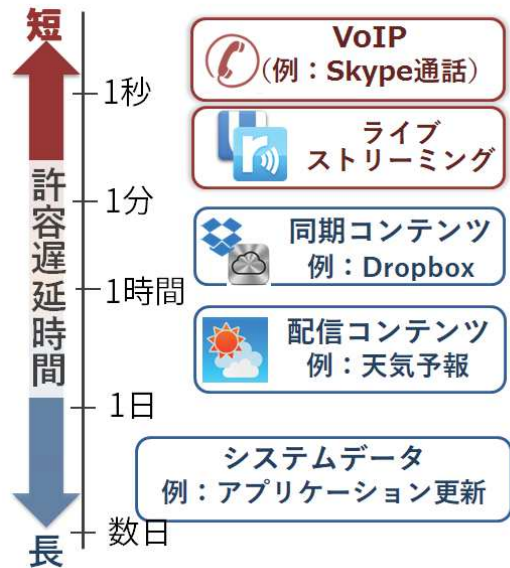 短
許容遅延時間
長
1秒
1分
1時間
1日
数日
VoIP
(例：Skype通話)
ライブ
ストリーミング
同期コンテンツ
例：Dropbox
配信コンテンツ
例：天気予報
システムデータ
例：アプリケーション更新